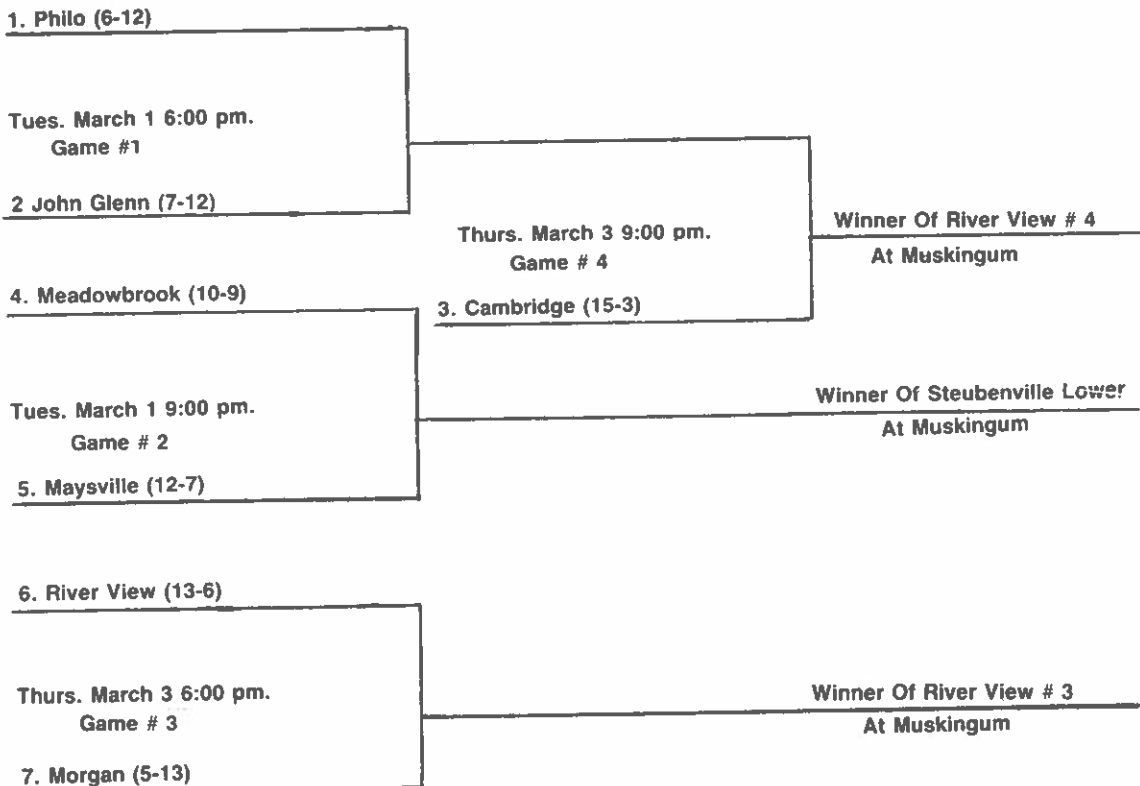 1. Philo (6-12)
Tues. March 1 6:00 pm.
Game #1
2 John Glenn (7-12)
Thurs. March 3 9:00 pm.
Game # 4
Winner Of River View # 4
At Muskingum
4. Meadowbrook (10-9)
3. Cambridge (15-3)
Tues. March 1 9:00 pm.
Game # 2
Winner Of Steubenville Lower
At Muskingum
5. Maysville (12-7)
6. River View (13-6)
Thurs. March 3 6:00 pm.
Game # 3
Winner Of River View # 3
At Muskingum
7. Morgan (5-13)